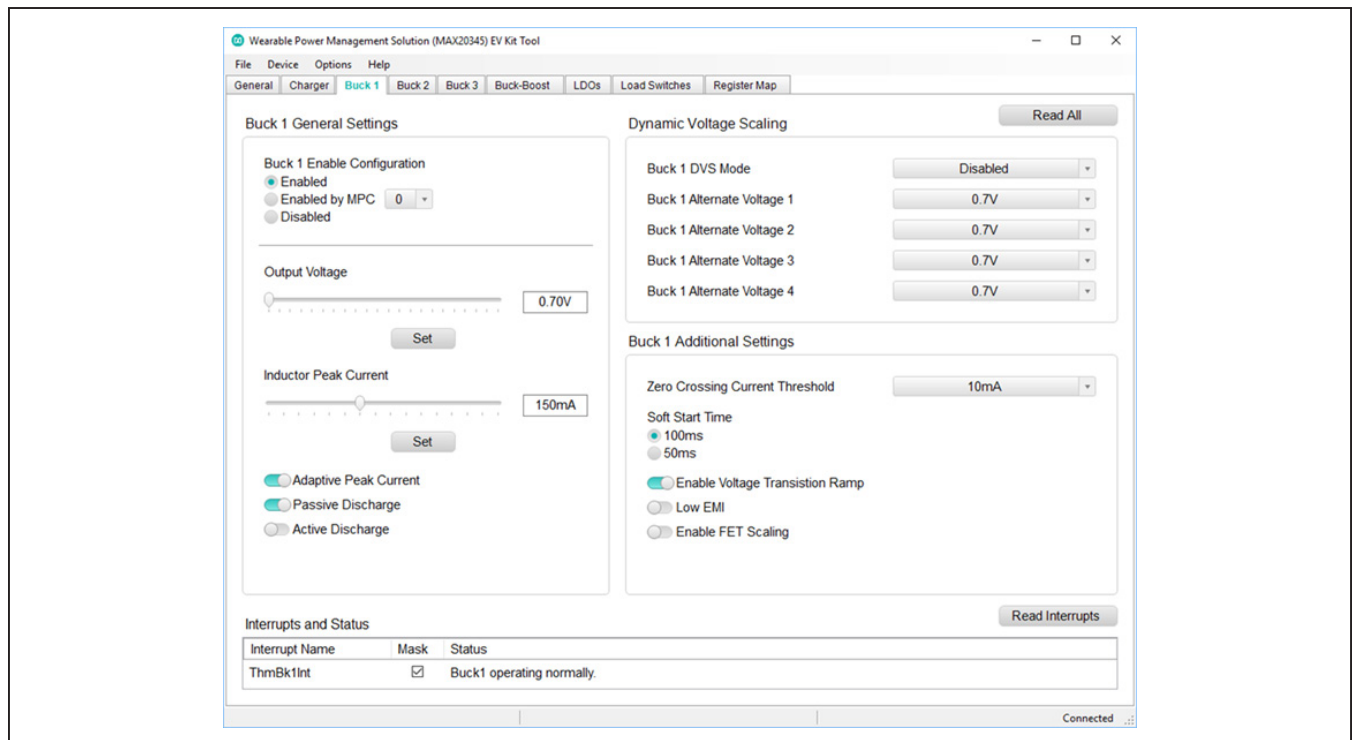 Wearable Power Management Solution (MAX20345) EV Kit Tool
File Device Options Help
General Charger Buck 1 Buck 2 Buck 3 Buck-Boost LDOs Load Switches Register Map
Read All
Buck 1 General Settings
Buck 1 Enable Configuration
Enabled
Enabled by MPC 0
Disabled
Output Voltage
0.70V
Set
Inductor Peak Current
150mA
Set
Adaptive Peak Current
Passive Discharge
Active Discharge
Dynamic Voltage Scaling
Buck 1 DVS Mode Disabled
Buck 1 Alternate Voltage 1 0.7V
Buck 1 Alternate Voltage 2 0.7V
Buck 1 Alternate Voltage 3 0.7V
Buck 1 Alternate Voltage 4 0.7V
Buck 1 Additional Settings
Zero Crossing Current Threshold 10mA
Soft Start Time
100ms
50ms
Enable Voltage Transistion Ramp
Low EMI
Enable FET Scaling
Interrupts and Status
Read Interrupts
Interrupt Name Mask Status
ThmBk1Int Buck1 operating normally.
Connected